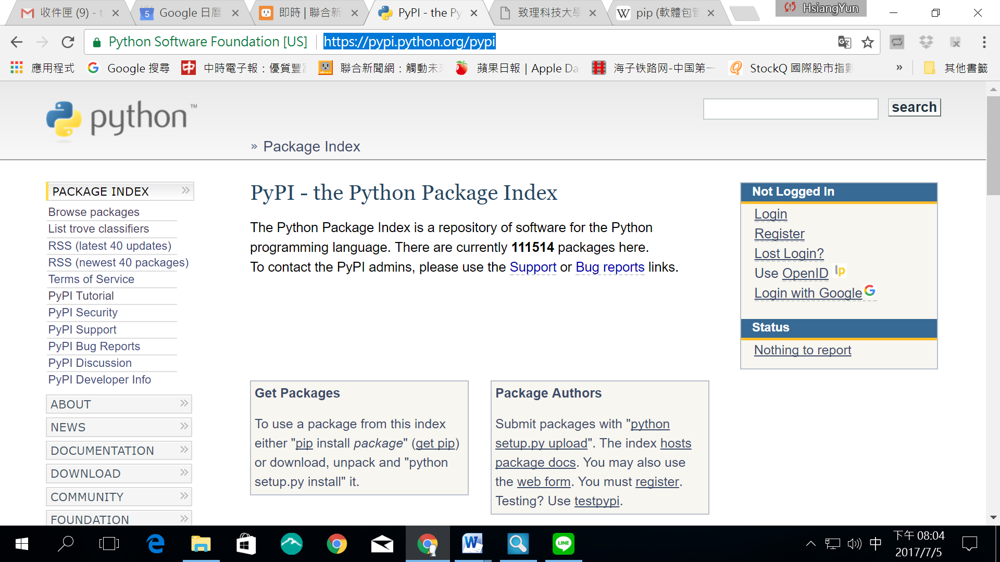 收件匣 (9) - t
Google 日曆
即時 | 聯合新
PyPI - the Py
致理科技大學
pip (軟體包管
HsiangYun
Python Software Foundation [US]
https://pypi.python.org/pypi
應用程式
Google 搜尋
中時電子報：優質豐富
聯合新聞網：觸動未來
蘋果日報 | Apple Da
海子铁路网-中国第一
StockQ 國際股市指數
»
其他書籤
python™
search
» Package Index
PACKAGE INDEX »
Browse packages
List trove classifiers
RSS (latest 40 updates)
RSS (newest 40 packages)
Terms of Service
PyPI Tutorial
PyPI Security
PyPI Support
PyPI Bug Reports
PyPI Discussion
PyPI Developer Info
ABOUT »
NEWS »
DOCUMENTATION »
DOWNLOAD »
COMMUNITY »
FOUNDATION »
PyPI - the Python Package Index
The Python Package Index is a repository of software for the Python
programming language. There are currently 111514 packages here.
To contact the PyPI admins, please use the Support or Bug reports links.
Get Packages
To use a package from this index
either "pip install package" (get pip)
or download, unpack and "python
setup.py install" it.
Package Authors
Submit packages with "python
setup.py upload". The index hosts
package docs. You may also use
the web form. You must register.
Testing? Use testpypi.
Not Logged In
Login
Register
Lost Login?
Use OpenID lp
Login with Google
Status
Nothing to report
LINE
中
下午 08:04
2017/7/5